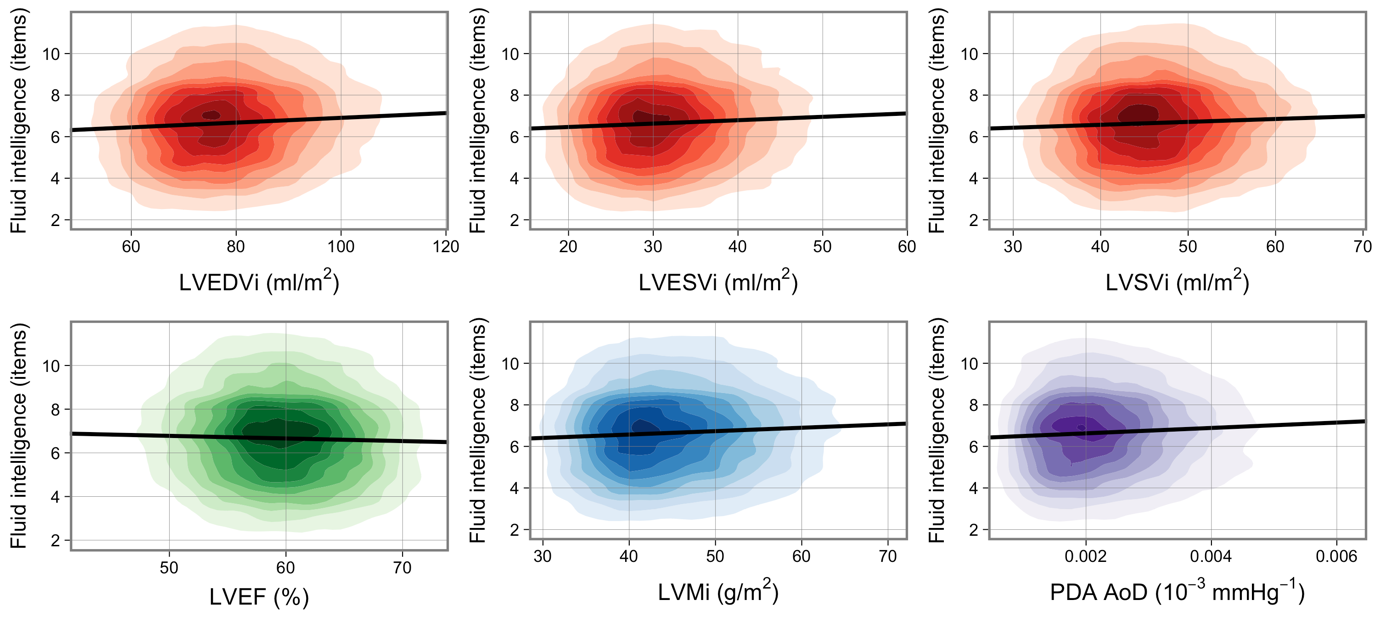 Fluid intelligence (items)
10
8
6
4
2
60 80 100 120
LVEDVi (ml/m²)
Fluid intelligence (items)
10
8
6
4
2
20 30 40 50 60
LVESVi (ml/m²)
Fluid intelligence (items)
10
8
6
4
2
30 40 50 60 70
LVSVi (ml/m²)
Fluid intelligence (items)
10
8
6
4
2
50 60 70
LVEF (%)
Fluid intelligence (items)
10
8
6
4
2
30 40 50 60 70
LVMi (g/m²)
Fluid intelligence (items)
10
8
6
4
2
0.002 0.004 0.006
PDA AoD (10⁻³ mmHg⁻¹)